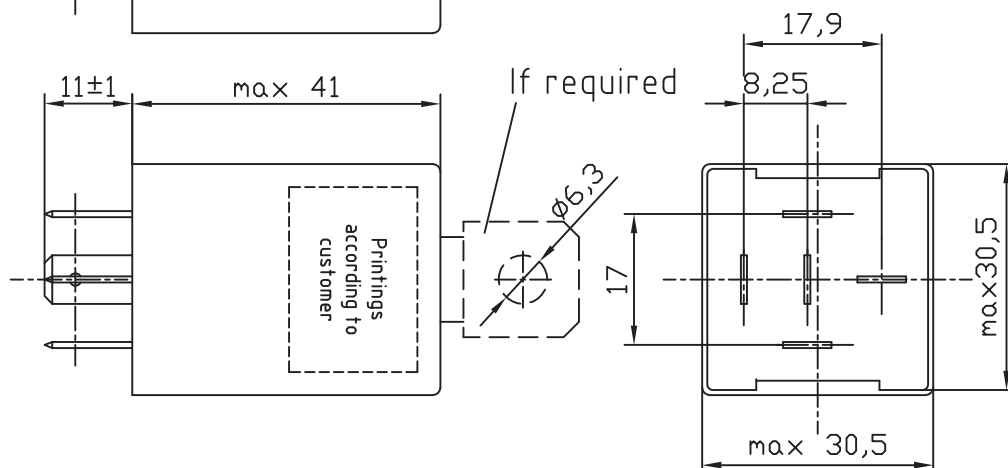 17,9
11±1
max 41
If required
8,25
ϕ6,3
Printings
according to
customer
17
max30,5
max 30,5